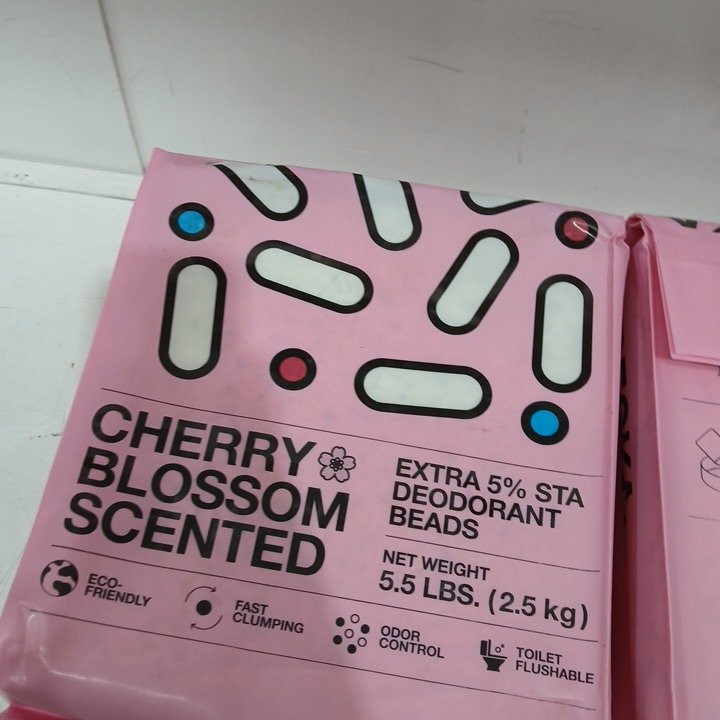 CHERRY
BLOSSOM
SCENTED
EXTRA 5% STA
DEODORANT
BEADS
NET WEIGHT
5.5 LBS. (2.5 kg)
ECO-
FRIENDLY
FAST
CLUMPING
ODOR
CONTROL
TOILET
FLUSHABLE